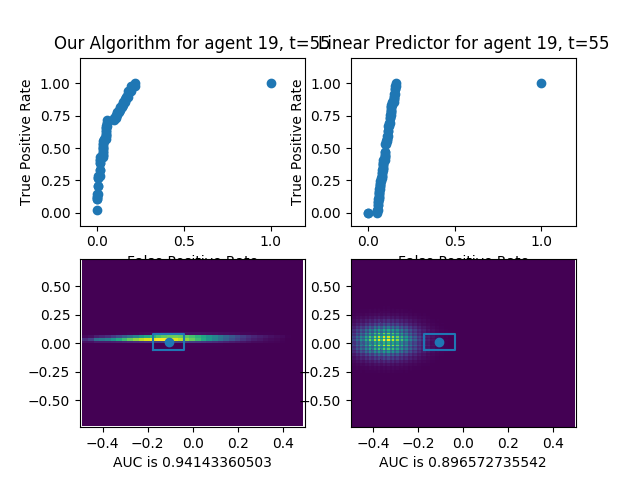 Our Algorithm for agent 19, t=55
Linear Predictor for agent 19, t=55
True Positive Rate
1.00
0.75
0.50
0.25
0.00
0.0 0.5 1.0
False Positive Rate
True Positive Rate
1.00
0.75
0.50
0.25
0.00
0.0 0.5 1.0
False Positive Rate
0.50
0.25
0.00
−0.25
−0.50
−0.4 −0.2 0.0 0.2 0.4
AUC is 0.94143360503
0.50
0.25
0.00
−0.25
−0.50
−0.4 −0.2 0.0 0.2 0.4
AUC is 0.896572735542